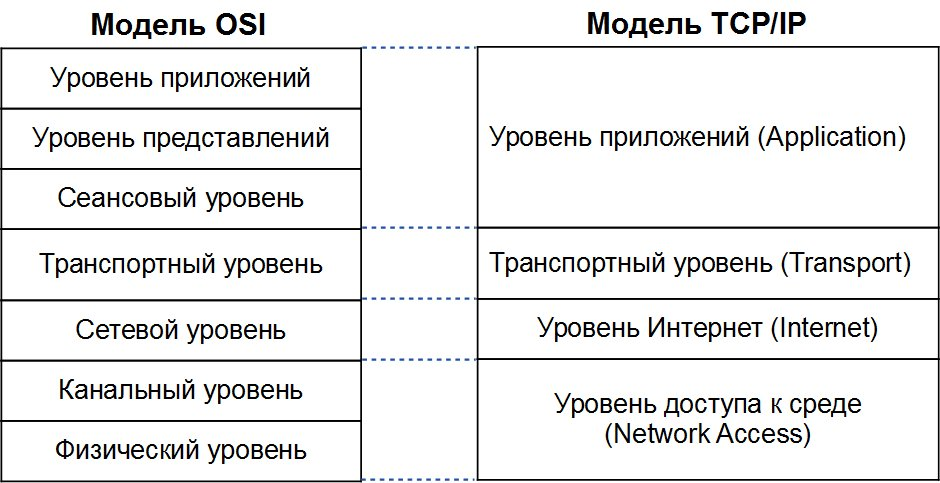 Модель OSI
Модель TCP/IP
Уровень приложений
Уровень представлений
Сеансовый уровень
Транспортный уровень
Сетевой уровень
Канальный уровень
Физический уровень
Уровень приложений (Application)
Транспортный уровень (Transport)
Уровень Интернет (Internet)
Уровень доступа к среде
(Network Access)